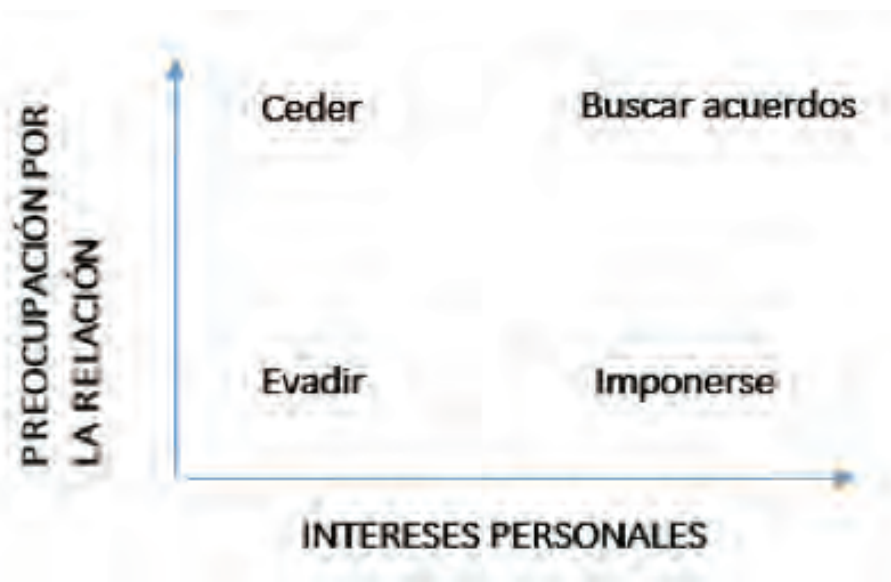 PREOCUPACIÓN POR
LA RELACIÓN
Ceder
Buscar acuerdos
Evadir
Imponerse
INTERESES PERSONALES